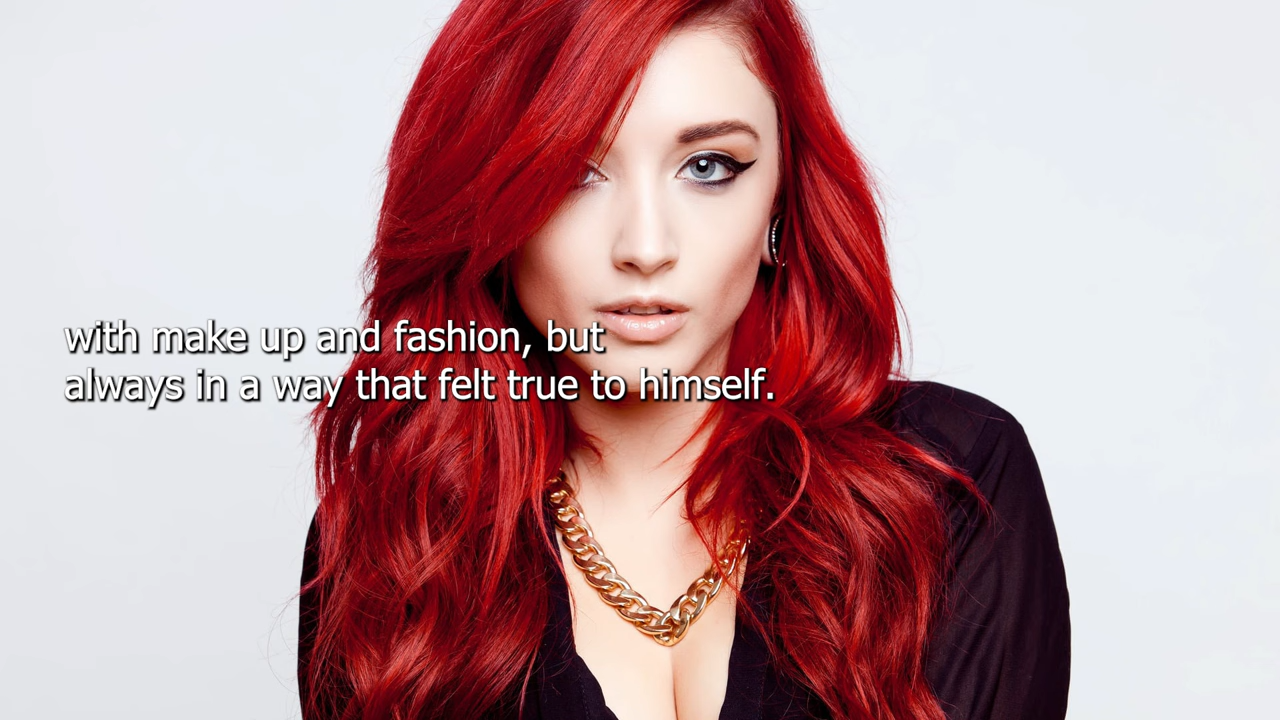 with make up and fashion, but
always in a way that felt true to himself.